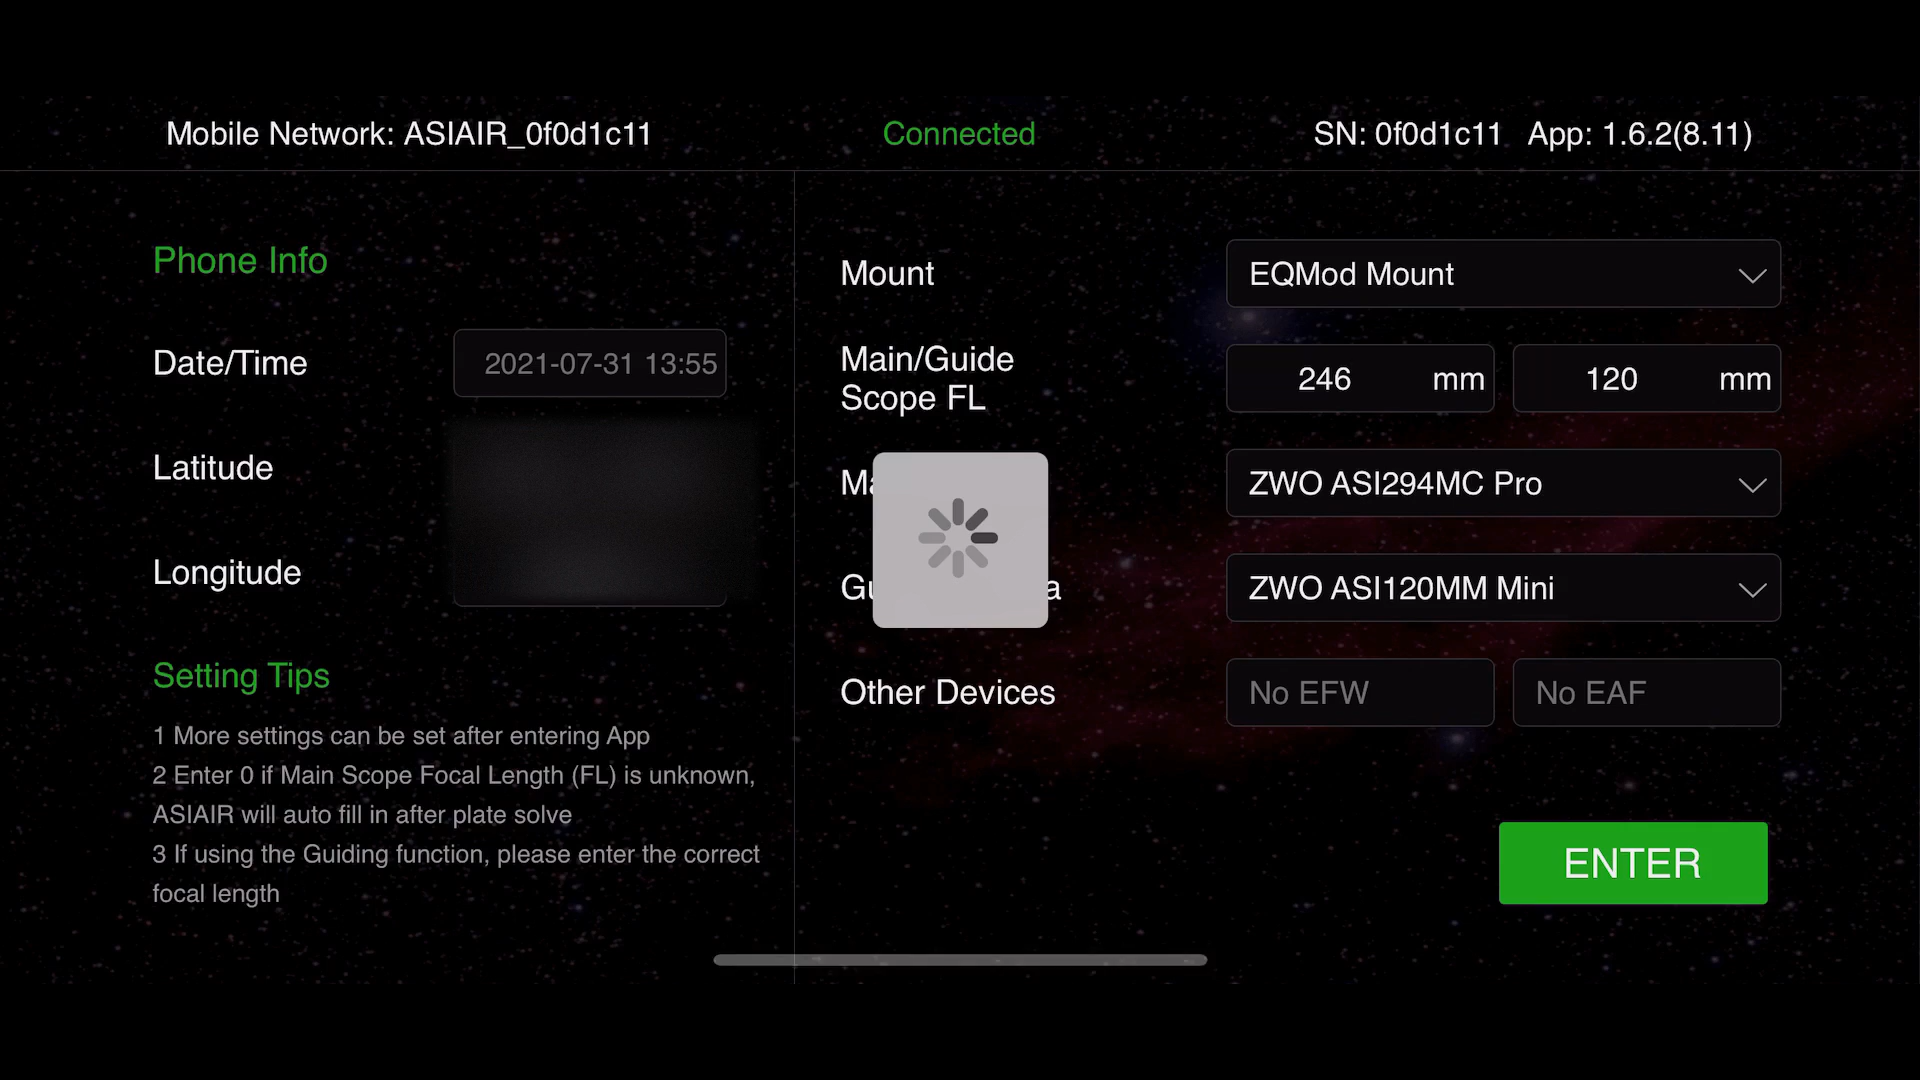 Mobile Network: ASIAIR_0f0d1c11
Connected
SN: 0f0d1c11 App: 1.6.2(8.11)
Phone Info
Date/Time
2021-07-31 13:55
Latitude
Longitude
Setting Tips
1 More settings can be set after entering App
2 Enter 0 if Main Scope Focal Length (FL) is unknown,
ASIAIR will auto fill in after plate solve
3 If using the Guiding function, please enter the correct
focal length
Mount
EQMod Mount
Main/Guide
Scope FL
246 mm
120 mm
ZWO ASI294MC Pro
ZWO ASI120MM Mini
Other Devices
No EFW
No EAF
ENTER